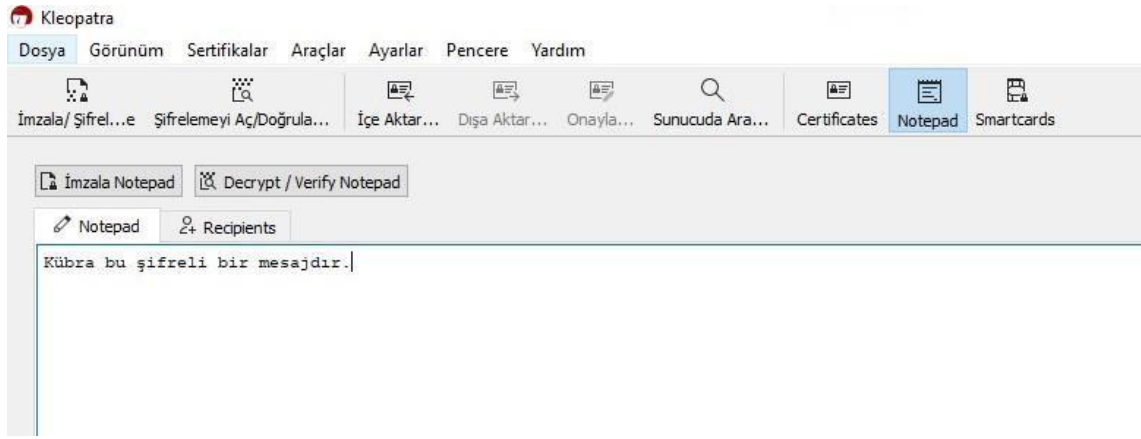 Kleopatra
Dosya Görünüm Sertifikalar Araçlar Ayarlar Pencere Yardım
İmzala/ Şifrel...e Şifrelemeyi Aç/Doğrula... İçe Aktar... Dışa Aktar... Onayla... Sunucuda Ara... Certificates Notepad Smartcards
İmzala Notepad Decrypt / Verify Notepad
Notepad Recipients
Kübra bu şifreli bir mesajdır.